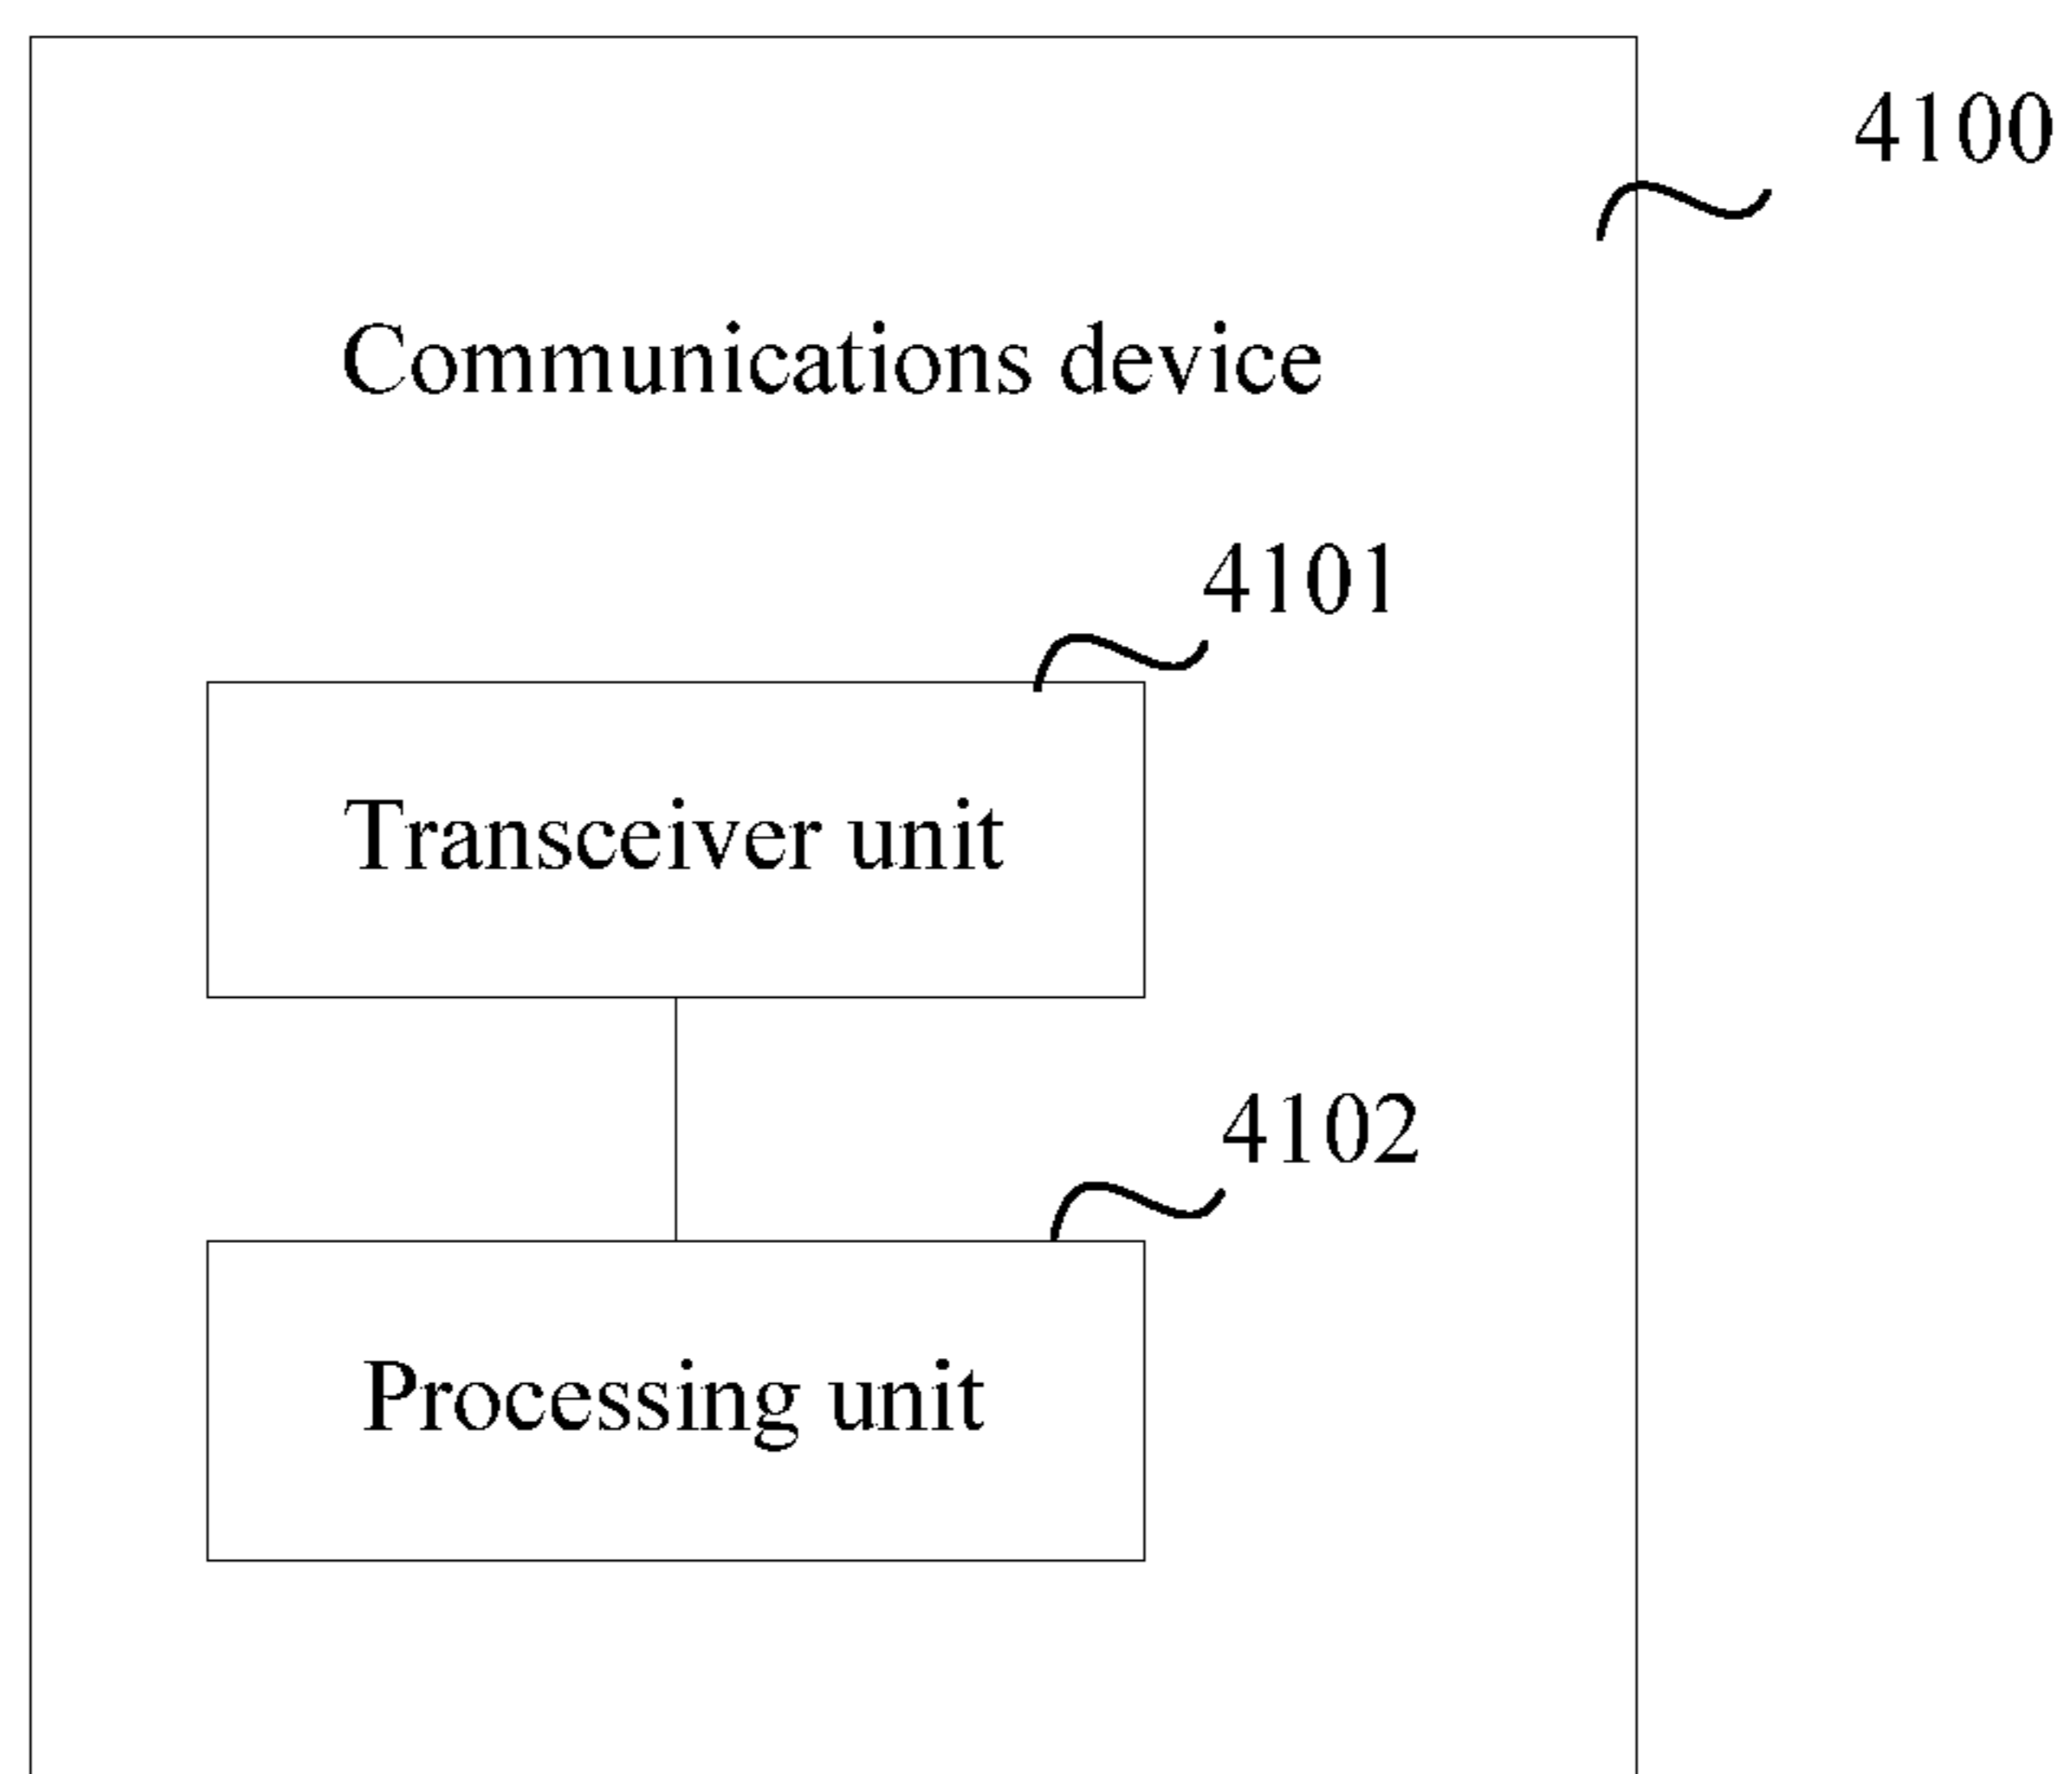 4100
Communications device
4101
Transceiver unit
4102
Processing unit